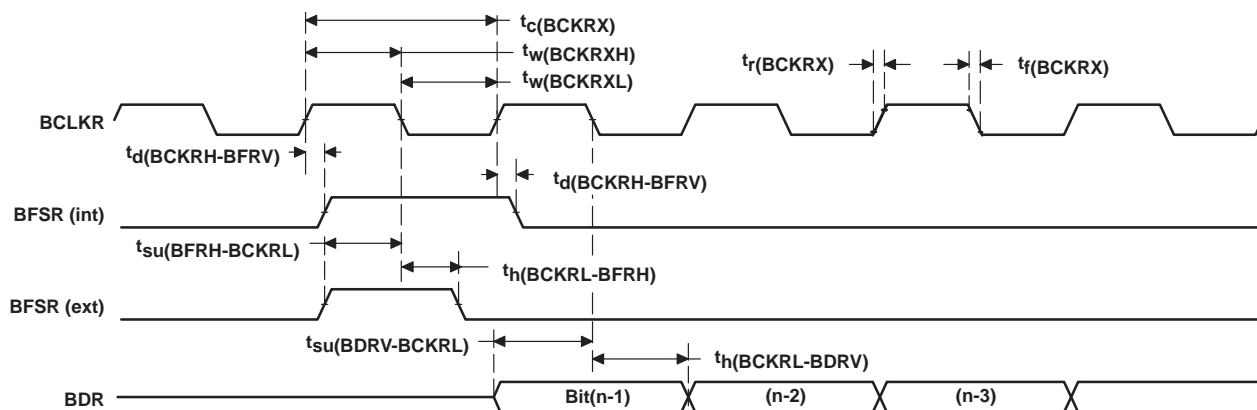 tc(BCKRX)
tw(BCKRXH)
tw(BCKRXL)
tr(BCKRX)
tf(BCKRX)
BCLKR
td(BCKRH-BFRV)
td(BCKRH-BFRV)
BFSR (int)
tsu(BFRH-BCKRL)
th(BCKRL-BFRH)
BFSR (ext)
tsu(BDRV-BCKRL)
th(BCKRL-BDRV)
BDR
Bit(n-1)
(n-2)
(n-3)